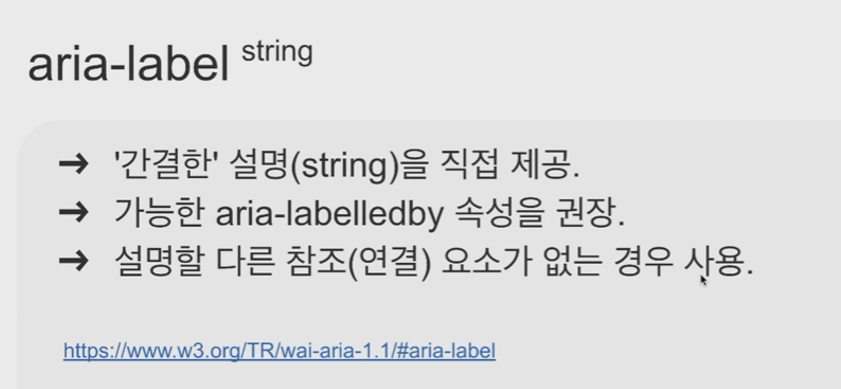 aria-label string
→ '간결한' 설명(string)을 직접 제공.
→ 가능한 aria-labelledby 속성을 권장.
→ 설명할 다른 참조(연결) 요소가 없는 경우 사용.
https://www.w3.org/TR/wai-aria-1.1/#aria-label